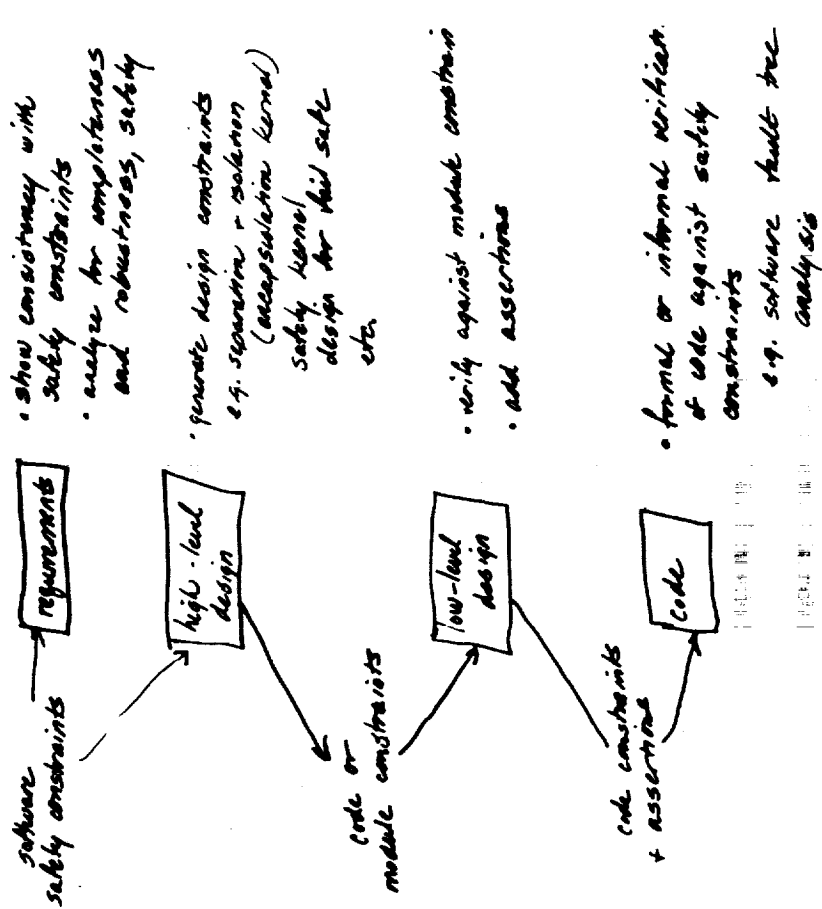 software
safety constraints
requirements
• show consistency with
safety constraints
• analyze for completeness
and robustness, safety
high-level
design
• generate design constraints
e.g. separation + isolation
(encapsulation kernel)
safety kernel
design for fail safe
etc.
code or
module constraints
low-level
design
• verify against module constrain
• add assertions
code constraints
+ assertions
code
• formal or informal verification
of code against safety
constraints
e.g. software fault tree
analysis